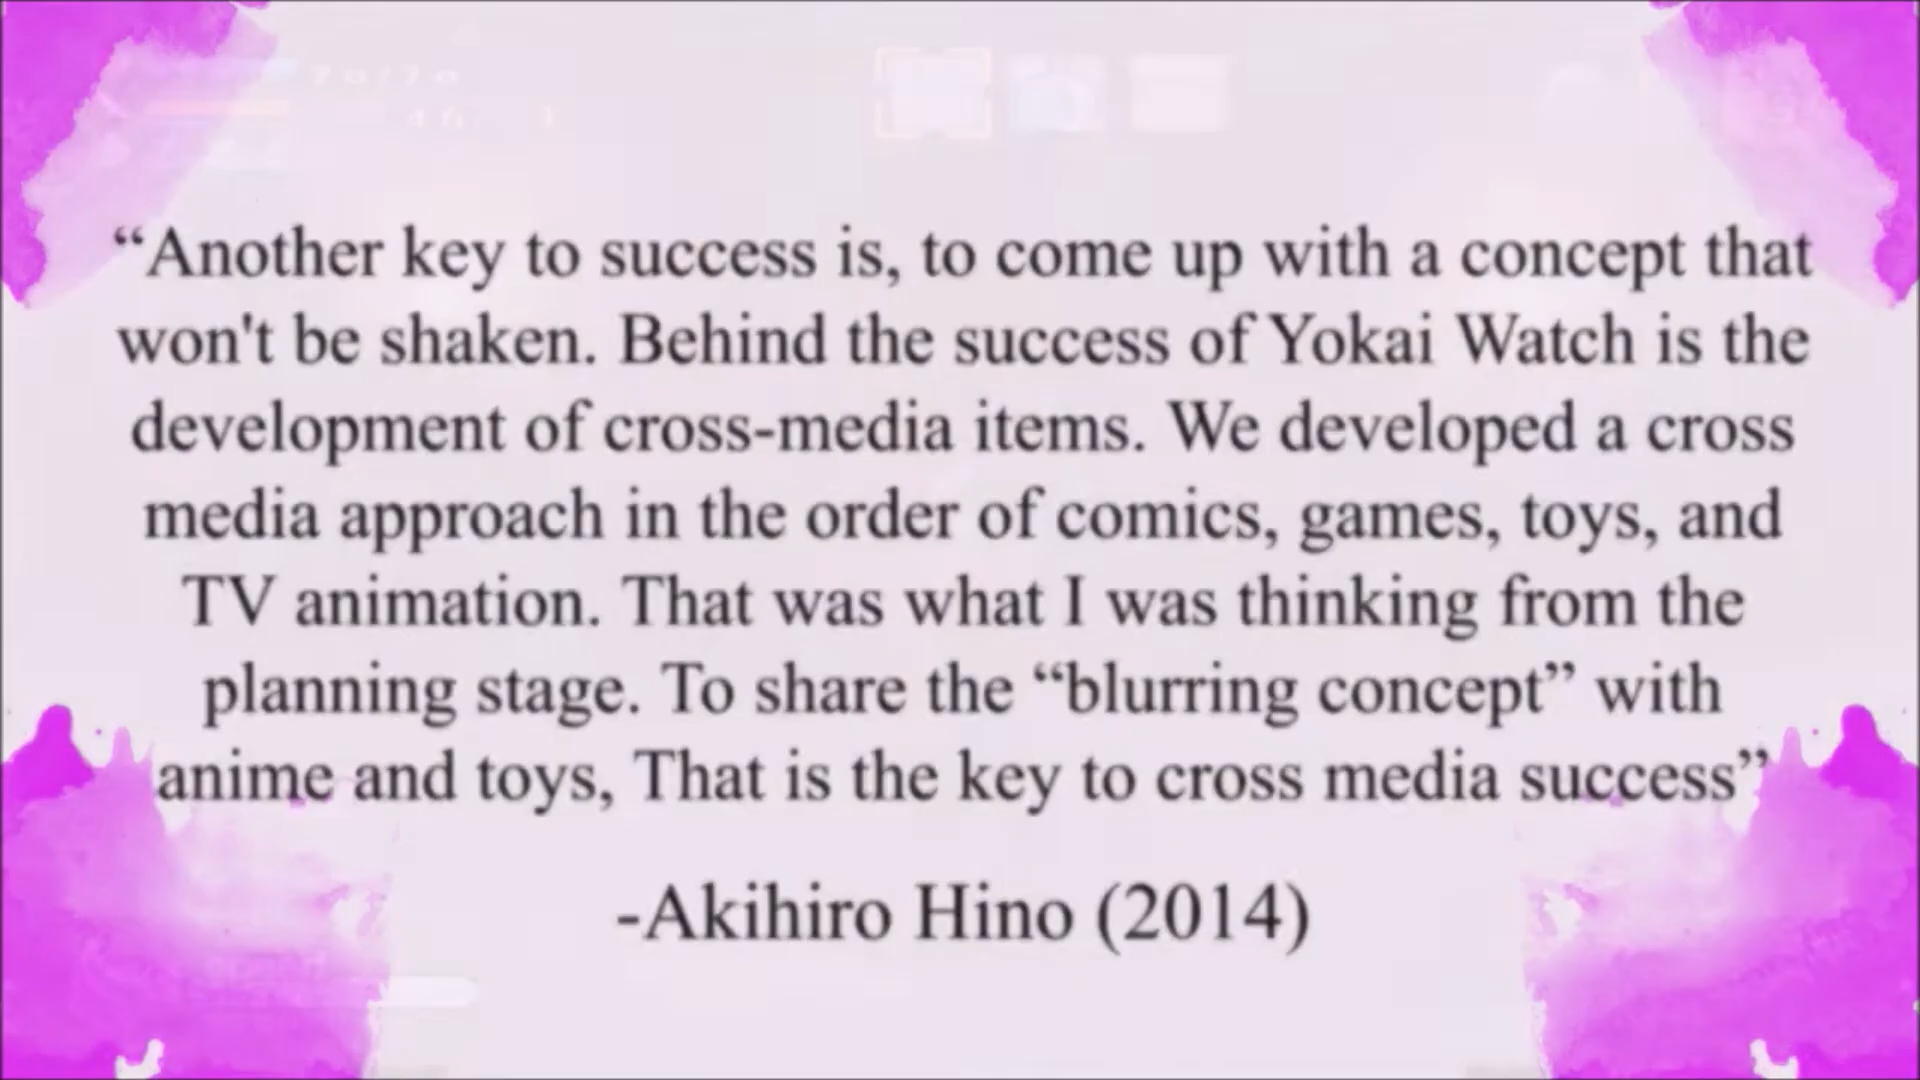 “Another key to success is, to come up with a concept that
won't be shaken. Behind the success of Yokai Watch is the
development of cross-media items. We developed a cross
media approach in the order of comics, games, toys, and
TV animation. That was what I was thinking from the
planning stage. To share the “blurring concept” with
anime and toys, That is the key to cross media success”
-Akihiro Hino (2014)